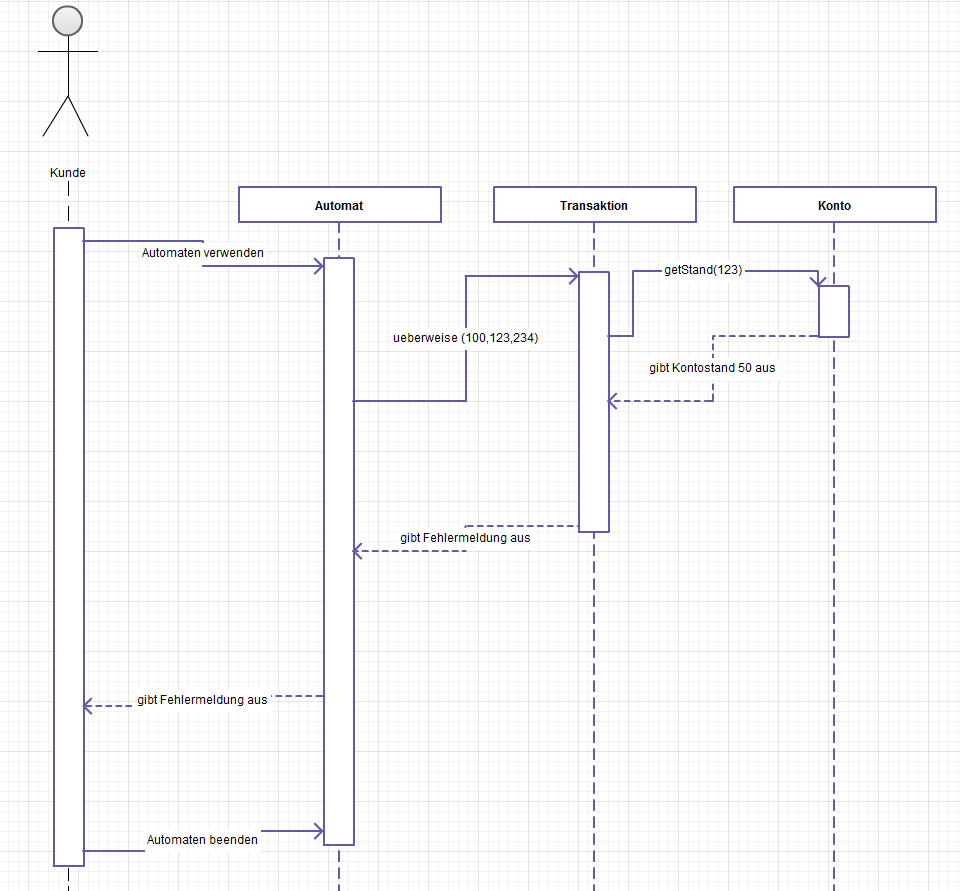 Kunde
Automat
Transaktion
Konto
Automaten verwenden
getStand(123)
ueberweise (100,123,234)
gibt Kontostand 50 aus
gibt Fehlermeldung aus
gibt Fehlermeldung aus
Automaten beenden